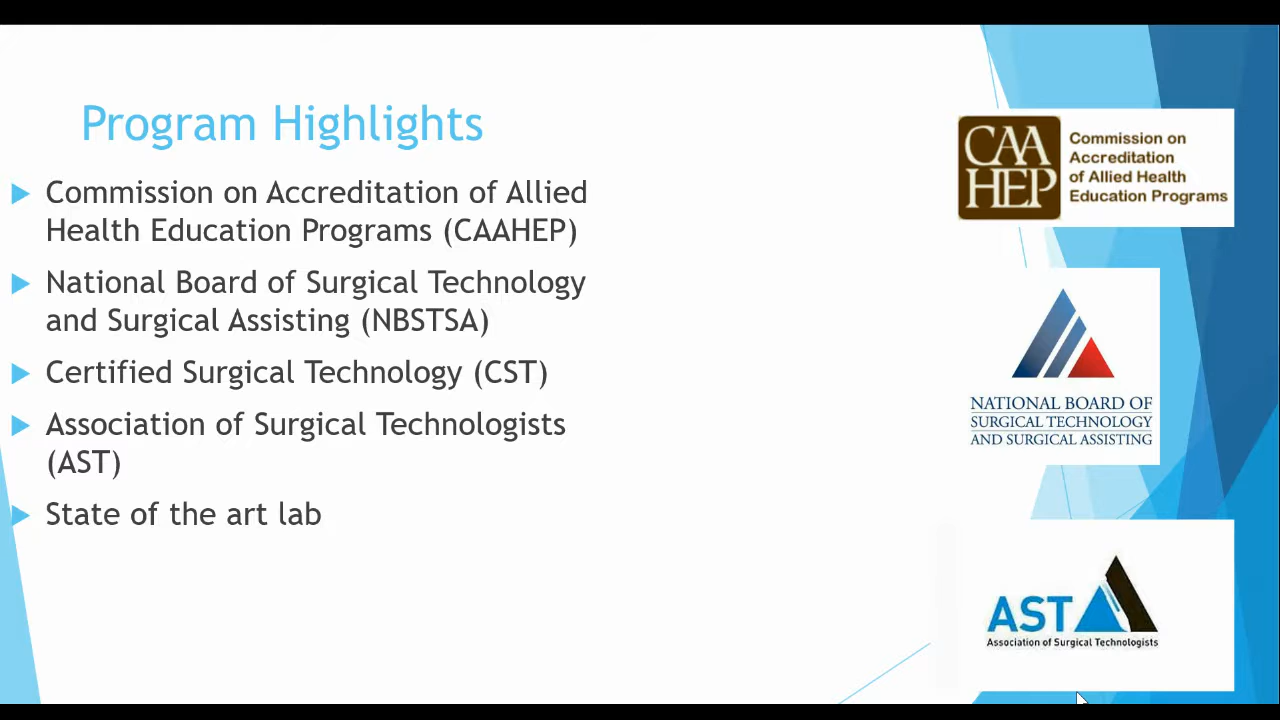 Program Highlights
Commission on Accreditation of Allied
Health Education Programs (CAAHEP)
National Board of Surgical Technology
and Surgical Assisting (NBSTSA)
Certified Surgical Technology (CST)
Association of Surgical Technologists
(AST)
State of the art lab
CAA
HEP
Commission on
Accreditation
of Allied Health
Education Programs
NATIONAL BOARD OF
SURGICAL TECHNOLOGY
AND SURGICAL ASSISTING
AST
Association of Surgical Technologists